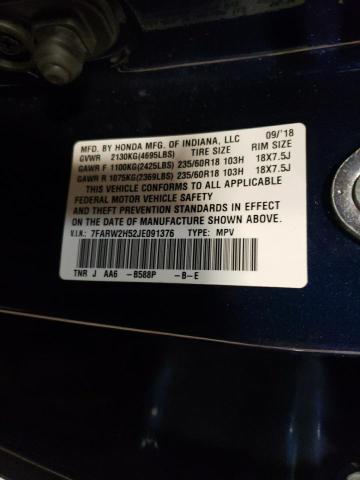 MFD. BY HONDA MFG. OF INDIANA, LLC 09/'18
GVWR 2130KG(4695LBS) TIRE SIZE RIM SIZE
GAWR F 1100KG(2425LBS) 235/60R18 103H 18X7.5J
GAWR R 1075KG(2369LBS) 235/60R18 103H 18X7.5J
THIS VEHICLE CONFORMS TO ALL APPLICABLE
FEDERAL MOTOR VEHICLE SAFETY
AND THEFT PREVENTION STANDARDS IN EFFECT
ON THE DATE OF MANUFACTURE SHOWN ABOVE.
V.I.N.: 7FARW2H52JE091376 TYPE: MPV
TNR J AA6 -B588P -B-E